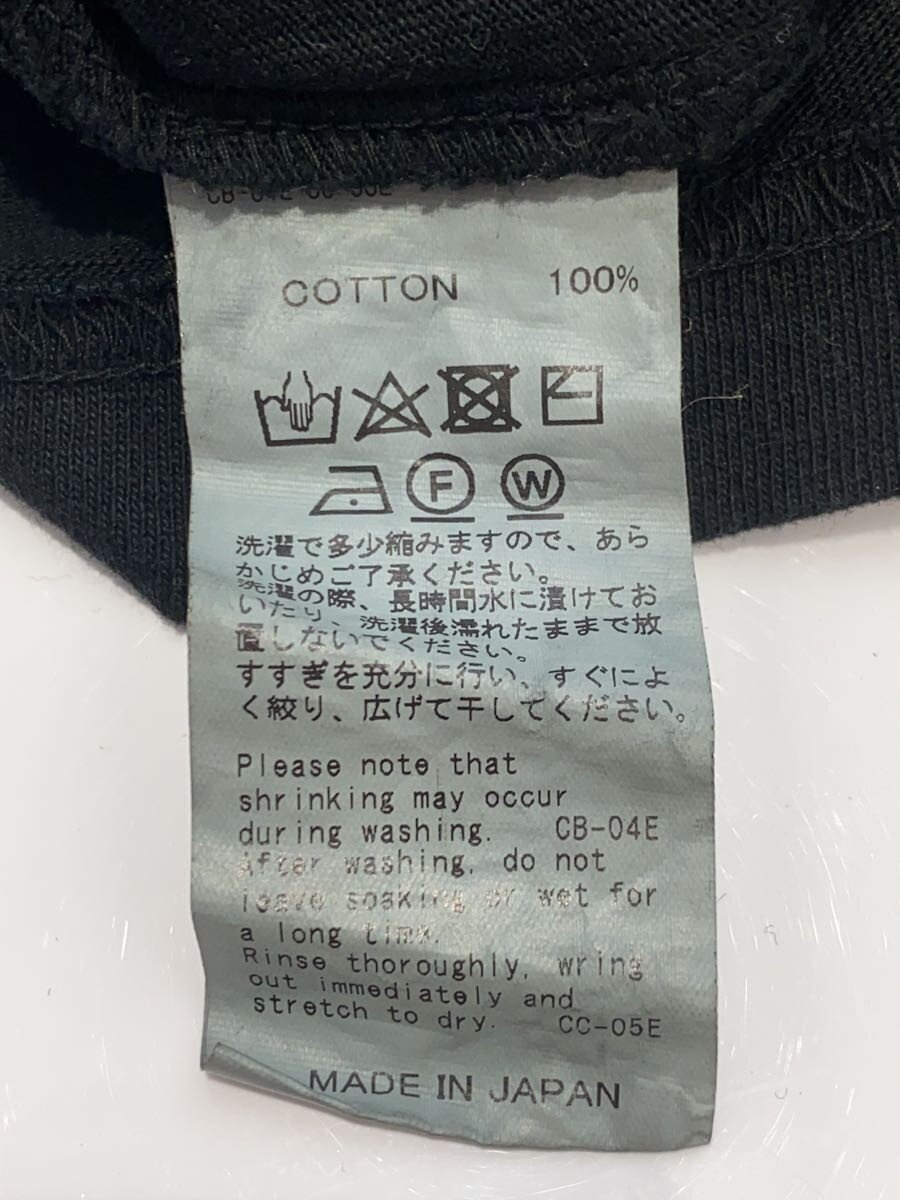 COTTON 100%
F W
洗濯で多少縮みますので、あら
かじめご了承ください。
洗濯の際、長時間水に漬けてお
いたり、洗濯後濡れたままで放
置しないでください。
すすぎを充分に行い、すぐによ
く絞り、広げて干してください。
Please note that
shrinking may occur
during washing. CB-04E
After washing, do not
leave soaking or wet for
a long time.
Rinse thoroughly, wring
out immediately and
stretch to dry. CC-05E
MADE IN JAPAN